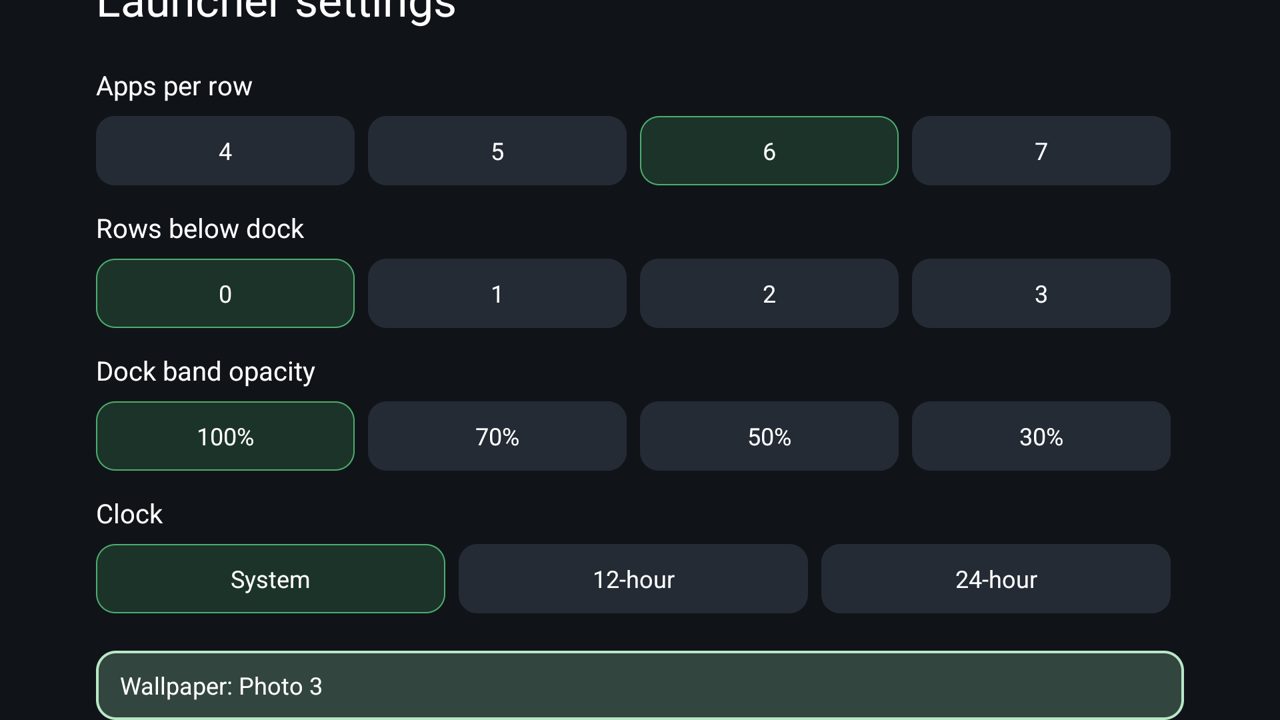 Launcher settings
Apps per row
4 5 6 7
Rows below dock
0 1 2 3
Dock band opacity
100% 70% 50% 30%
Clock
System 12-hour 24-hour
Wallpaper: Photo 3